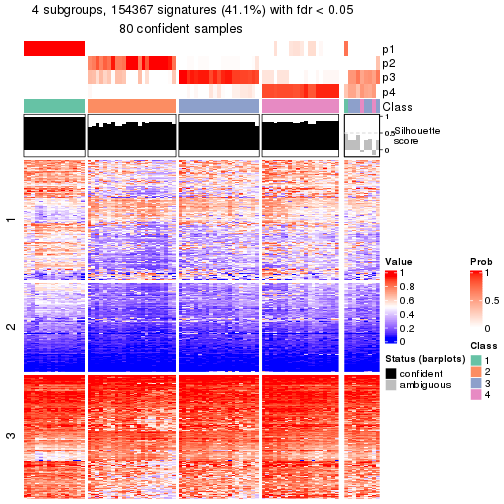 4 subgroups, 154367 signatures (41.1%) with fdr < 0.05
80 confident samples
p1
p2
p3
p4
Class
1
0.5
0
Silhouette
score
1
2
3
Value
1
0.8
0.6
0.4
0.2
0
Status (barplots)
confident
ambiguous
Prob
1
0.5
0
Class
1
2
3
4